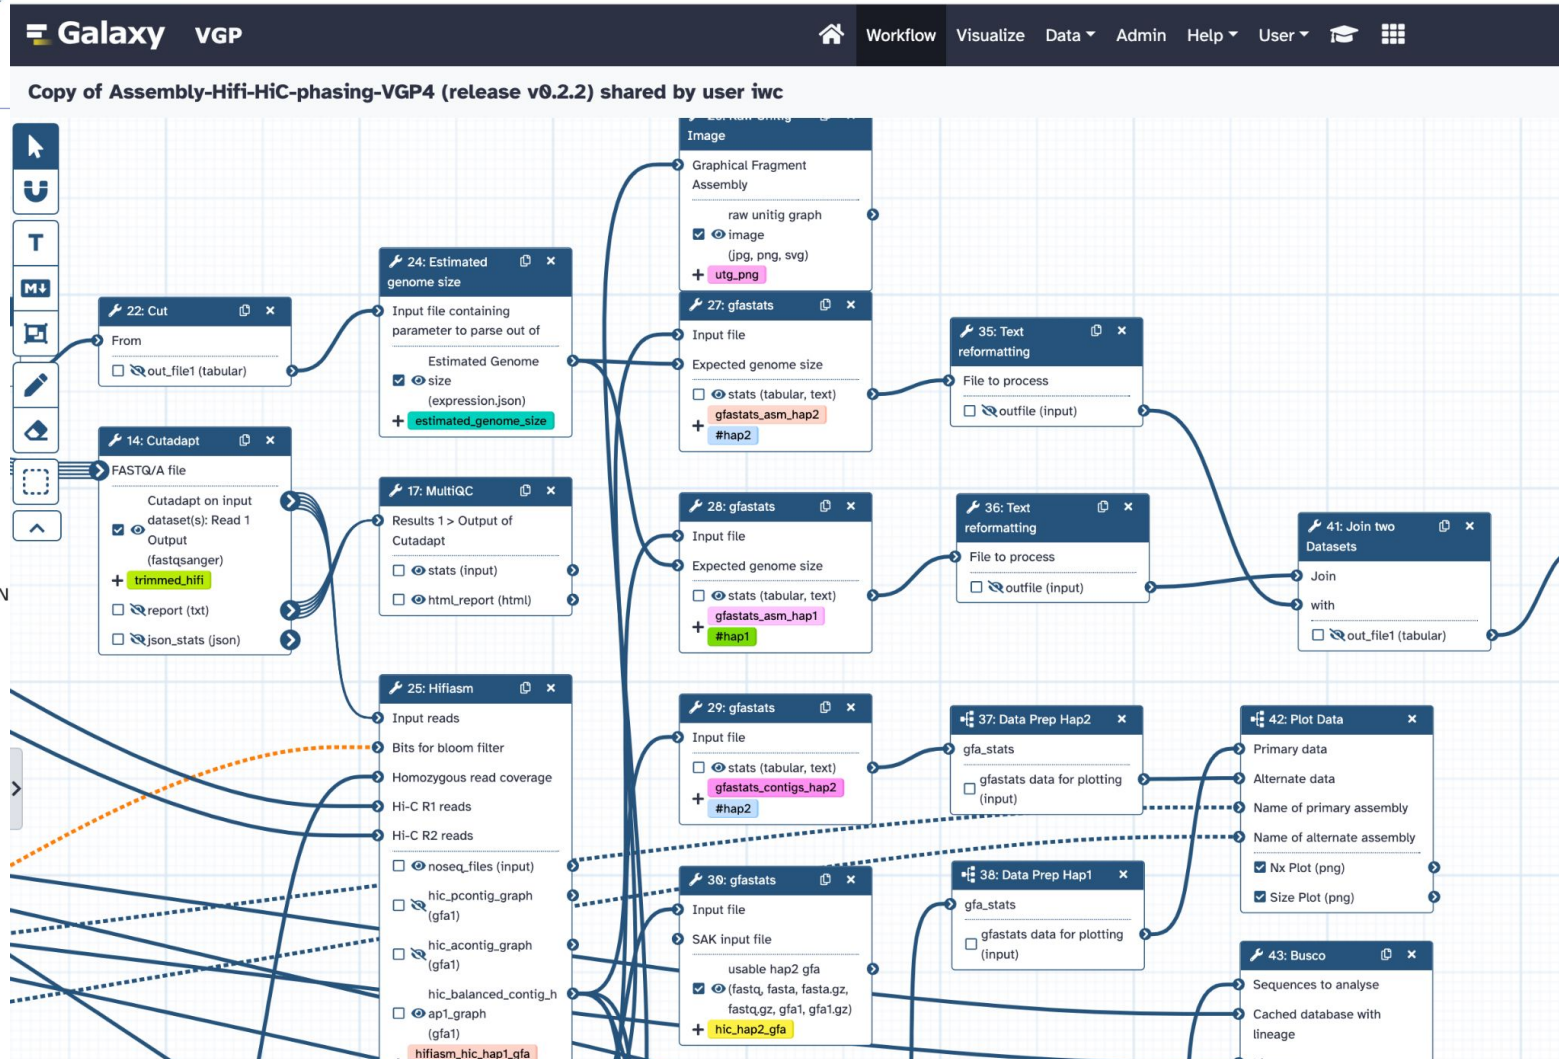 Galaxy VGP
Workflow Visualize Data Admin Help User
Copy of Assembly-Hifi-HiC-phasing-VGP4 (release v0.2.2) shared by user iwc
T
M
N
22: Cut
From
out_file1 (tabular)
14: Cutadapt
FASTQ/A file
Cutadapt on input
dataset(s): Read 1
Output
(fastqsanger)
+ trimmed_hifi
report (txt)
json_stats (json)
24: Estimated
genome size
Input file containing
parameter to parse out of
Estimated Genome
size
(expression.json)
+ estimated_genome_size
17: MultiQC
Results 1 > Output of
Cutadapt
stats (input)
html_report (html)
25: Hifiasm
Input reads
Bits for bloom filter
Homozygous read coverage
Hi-C R1 reads
Hi-C R2 reads
noseq_files (input)
hic_pcontig_graph
(gfa1)
hic_acontig_graph
(gfa1)
hic_balanced_contig_h
ap1_graph
(gfa1)
hifiasm_hic_hap1_gfa
Image
Graphical Fragment
Assembly
raw unitig graph
image
(jpg, png, svg)
+ utg_png
27: gfastats
Input file
Expected genome size
stats (tabular, text)
gfastats_asm_hap2
+
#hap2
28: gfastats
Input file
Expected genome size
stats (tabular, text)
gfastats_asm_hap1
+
#hap1
29: gfastats
Input file
stats (tabular, text)
gfastats_contigs_hap2
+
#hap2
30: gfastats
Input file
SAK input file
usable hap2 gfa
(fastq, fasta, fasta.gz,
fastq.gz, gfa1, gfa1.gz)
+ hic_hap2_gfa
35: Text
reformatting
File to process
outfile (input)
36: Text
reformatting
File to process
outfile (input)
37: Data Prep Hap2
gfa_stats
gfastats data for plotting
(input)
38: Data Prep Hap1
gfa_stats
gfastats data for plotting
(input)
41: Join two
Datasets
Join
with
out_file1 (tabular)
42: Plot Data
Primary data
Alternate data
Name of primary assembly
Name of alternate assembly
Nx Plot (png)
Size Plot (png)
43: Busco
Sequences to analyse
Cached database with
lineage